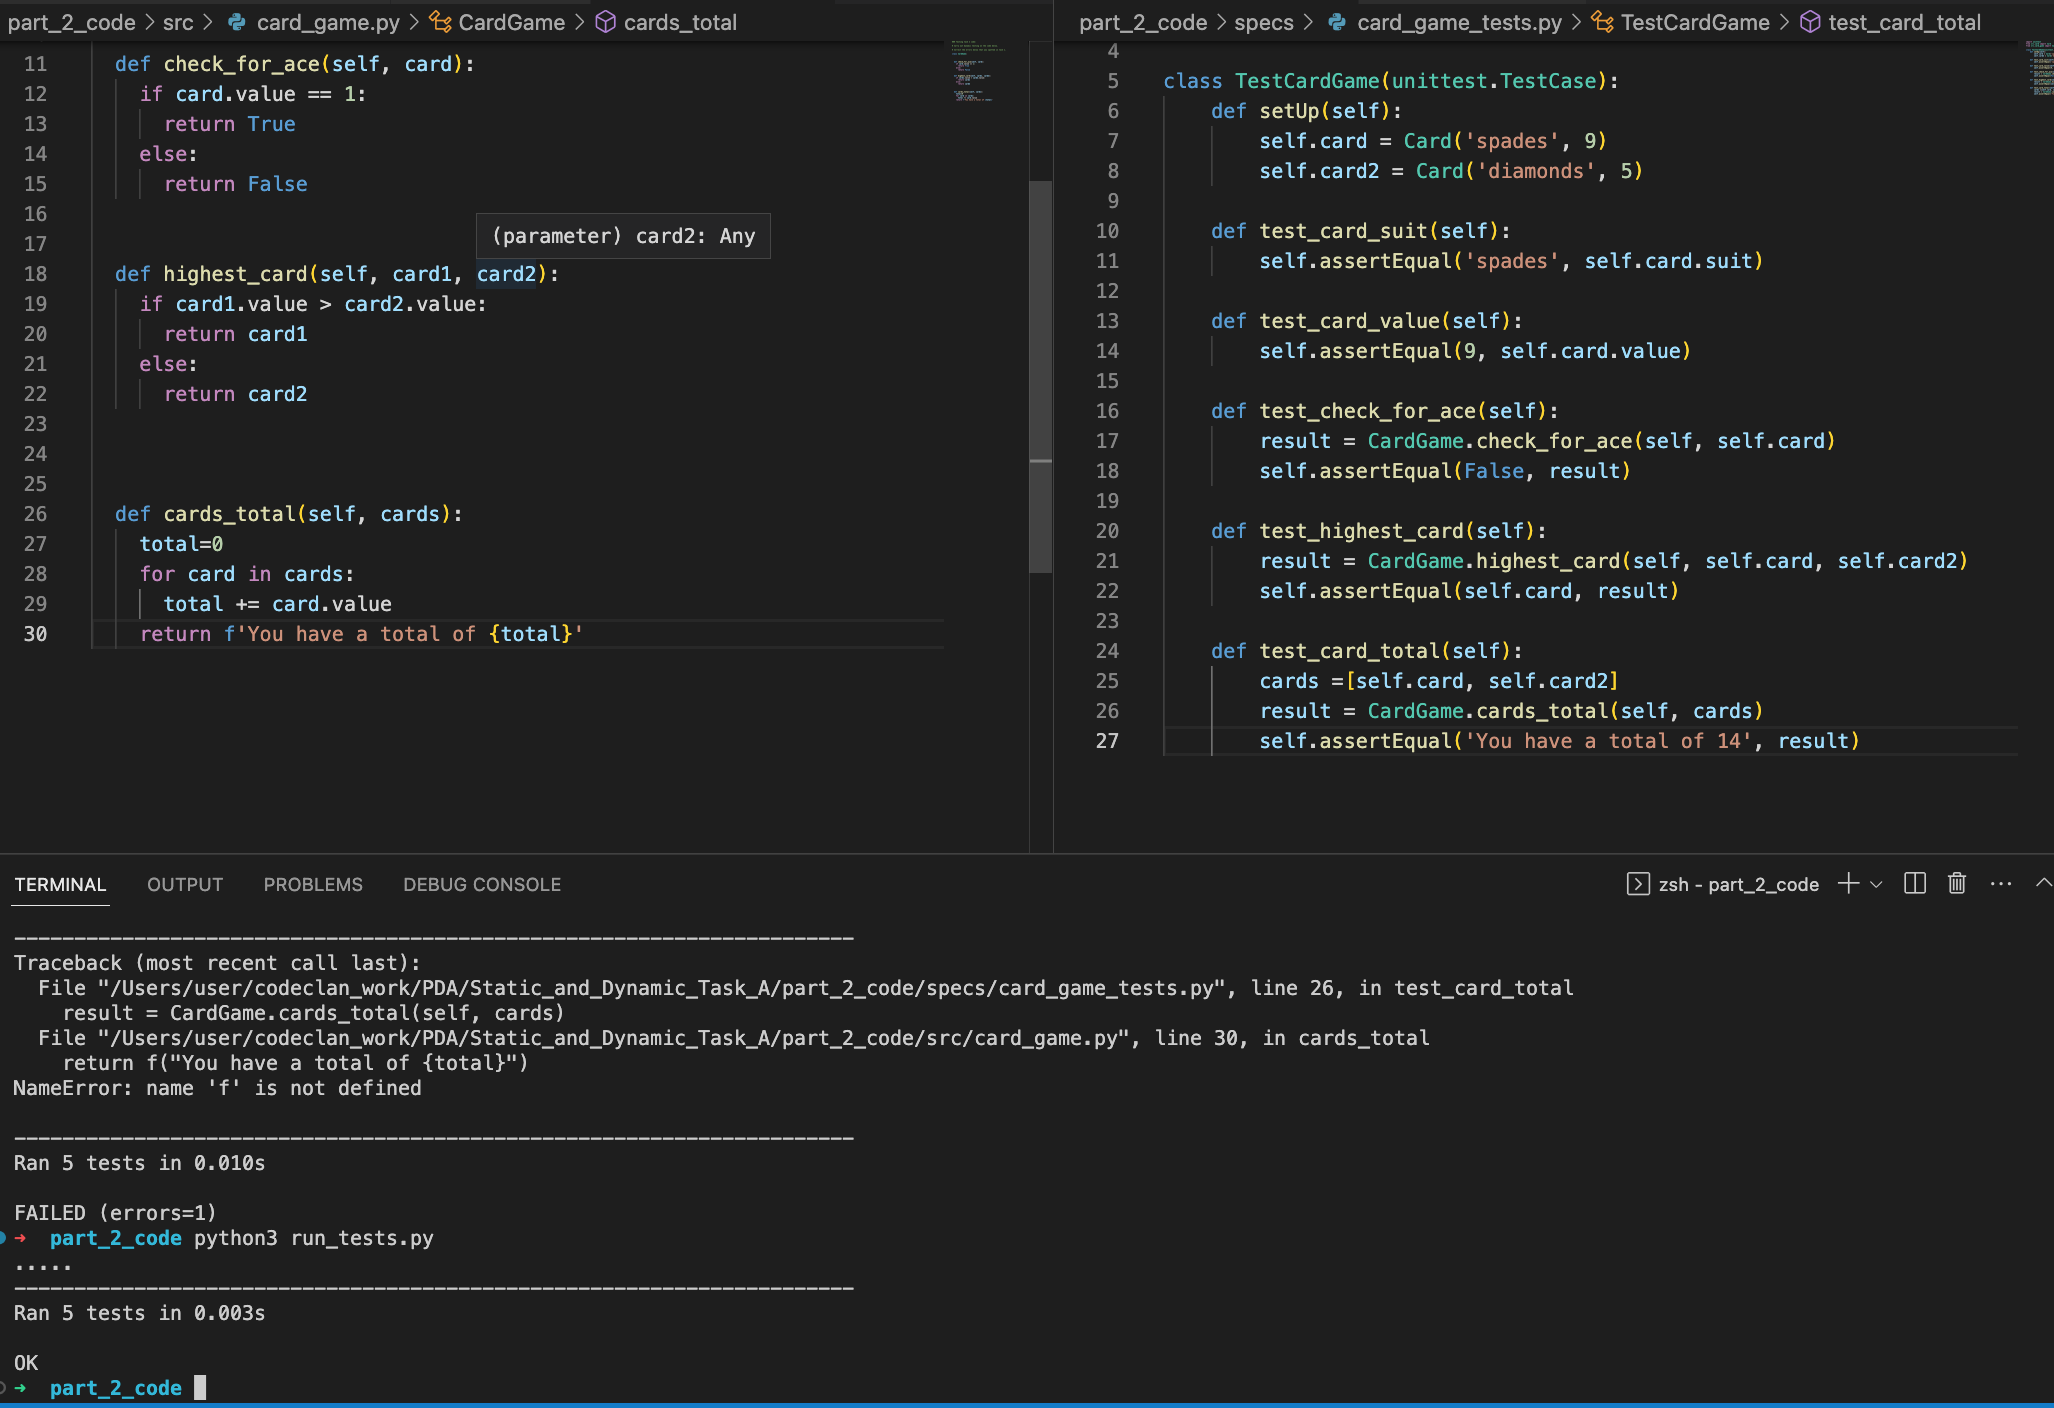 part_2_code > src > card_game.py > CardGame > cards_total
11 def check_for_ace(self, card):
12 if card.value == 1:
13 return True
14 else:
15 return False
16
17
(parameter) card2: Any
18 def highest_card(self, card1, card2):
19 if card1.value > card2.value:
20 return card1
21 else:
22 return card2
23
24
25
26 def cards_total(self, cards):
27 total=0
28 for card in cards:
29 total += card.value
30 return f'You have a total of {total}'
part_2_code > specs > card_game_tests.py > TestCardGame > test_card_total
4
5 class TestCardGame(unittest.TestCase):
6 def setUp(self):
7 self.card = Card('spades', 9)
8 self.card2 = Card('diamonds', 5)
9
10 def test_card_suit(self):
11 self.assertEqual('spades', self.card.suit)
12
13 def test_card_value(self):
14 self.assertEqual(9, self.card.value)
15
16 def test_check_for_ace(self):
17 result = CardGame.check_for_ace(self, self.card)
18 self.assertEqual(False, result)
19
20 def test_highest_card(self):
21 result = CardGame.highest_card(self, self.card, self.card2)
22 self.assertEqual(self.card, result)
23
24 def test_card_total(self):
25 cards =[self.card, self.card2]
26 result = CardGame.cards_total(self, cards)
27 self.assertEqual('You have a total of 14', result)
TERMINAL OUTPUT PROBLEMS DEBUG CONSOLE
zsh - part_2_code
----------------------------------------------------------------------
Traceback (most recent call last):
File "/Users/user/codeclan_work/PDA/Static_and_Dynamic_Task_A/part_2_code/specs/card_game_tests.py", line 26, in test_card_total
result = CardGame.cards_total(self, cards)
File "/Users/user/codeclan_work/PDA/Static_and_Dynamic_Task_A/part_2_code/src/card_game.py", line 30, in cards_total
return f("You have a total of {total}")
NameError: name 'f' is not defined
----------------------------------------------------------------------
Ran 5 tests in 0.010s
FAILED (errors=1)
➜ part_2_code python3 run_tests.py
.....
----------------------------------------------------------------------
Ran 5 tests in 0.003s
OK
➜ part_2_code